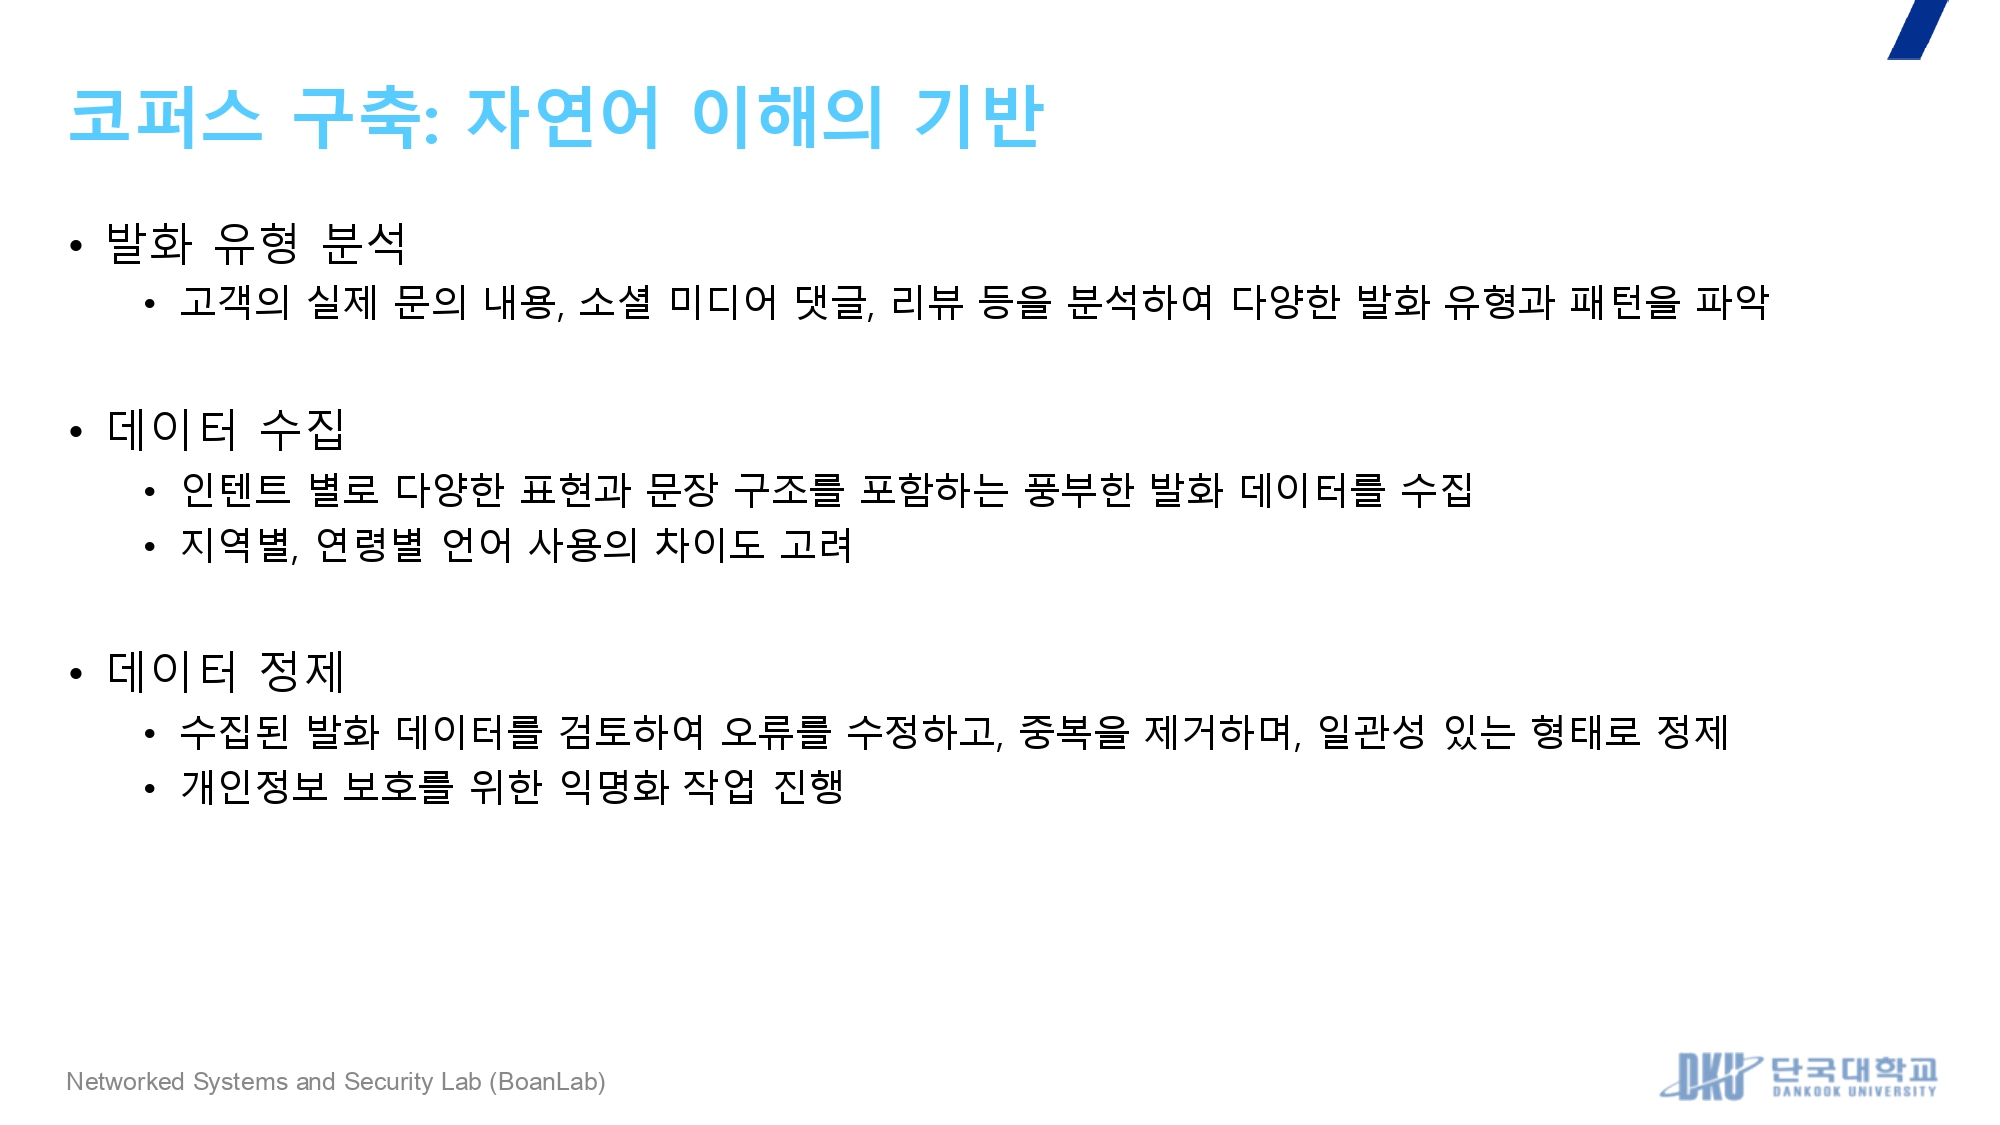 코퍼스 구축: 자연어 이해의 기반
• 발화 유형 분석
• 고객의 실제 문의 내용, 소셜 미디어 댓글, 리뷰 등을 분석하여 다양한 발화 유형과 패턴을 파악
• 데이터 수집
• 인텐트 별로 다양한 표현과 문장 구조를 포함하는 풍부한 발화 데이터를 수집
• 지역별, 연령별 언어 사용의 차이도 고려
• 데이터 정제
• 수집된 발화 데이터를 검토하여 오류를 수정하고, 중복을 제거하며, 일관성 있는 형태로 정제
• 개인정보 보호를 위한 익명화 작업 진행
Networked Systems and Security Lab (BoanLab)
DKU 단국대학교
DANKOOK UNIVERSITY